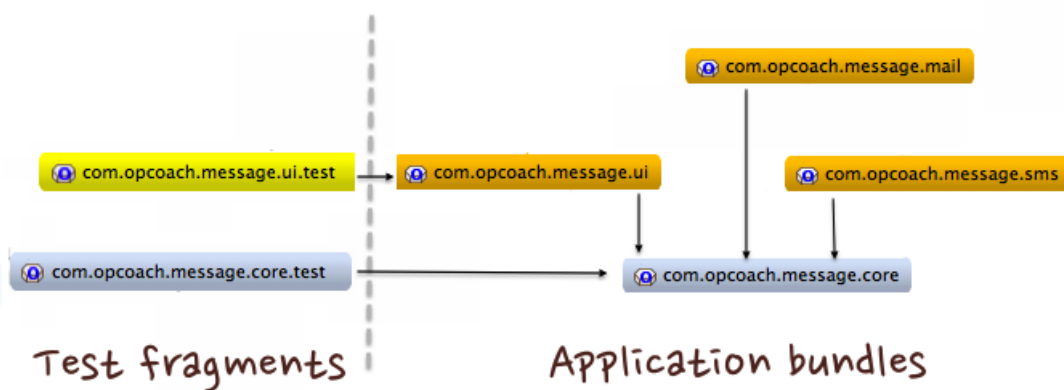 com.opcoach.message.mail
com.opcoach.message.ui.test
com.opcoach.message.ui
com.opcoach.message.sms
com.opcoach.message.core.test
com.opcoach.message.core
Test fragments
Application bundles